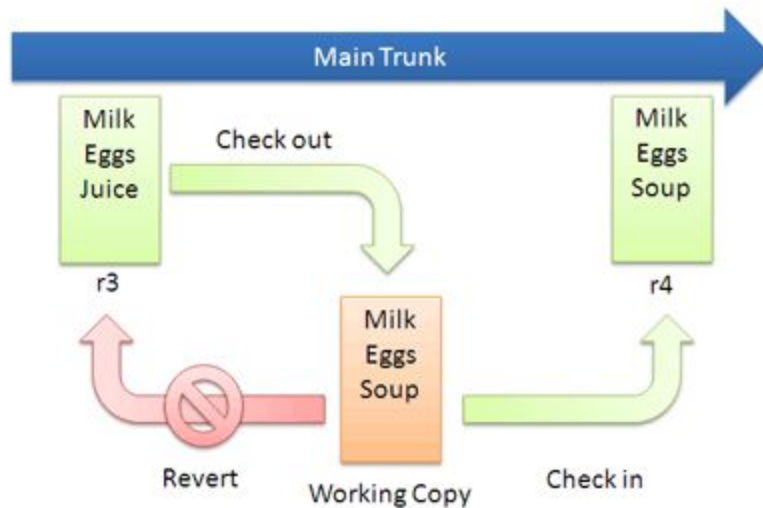 Main Trunk
Milk
Eggs
Juice
r3
Check out
Milk
Eggs
Soup
r4
Milk
Eggs
Soup
Working Copy
Revert
Check in